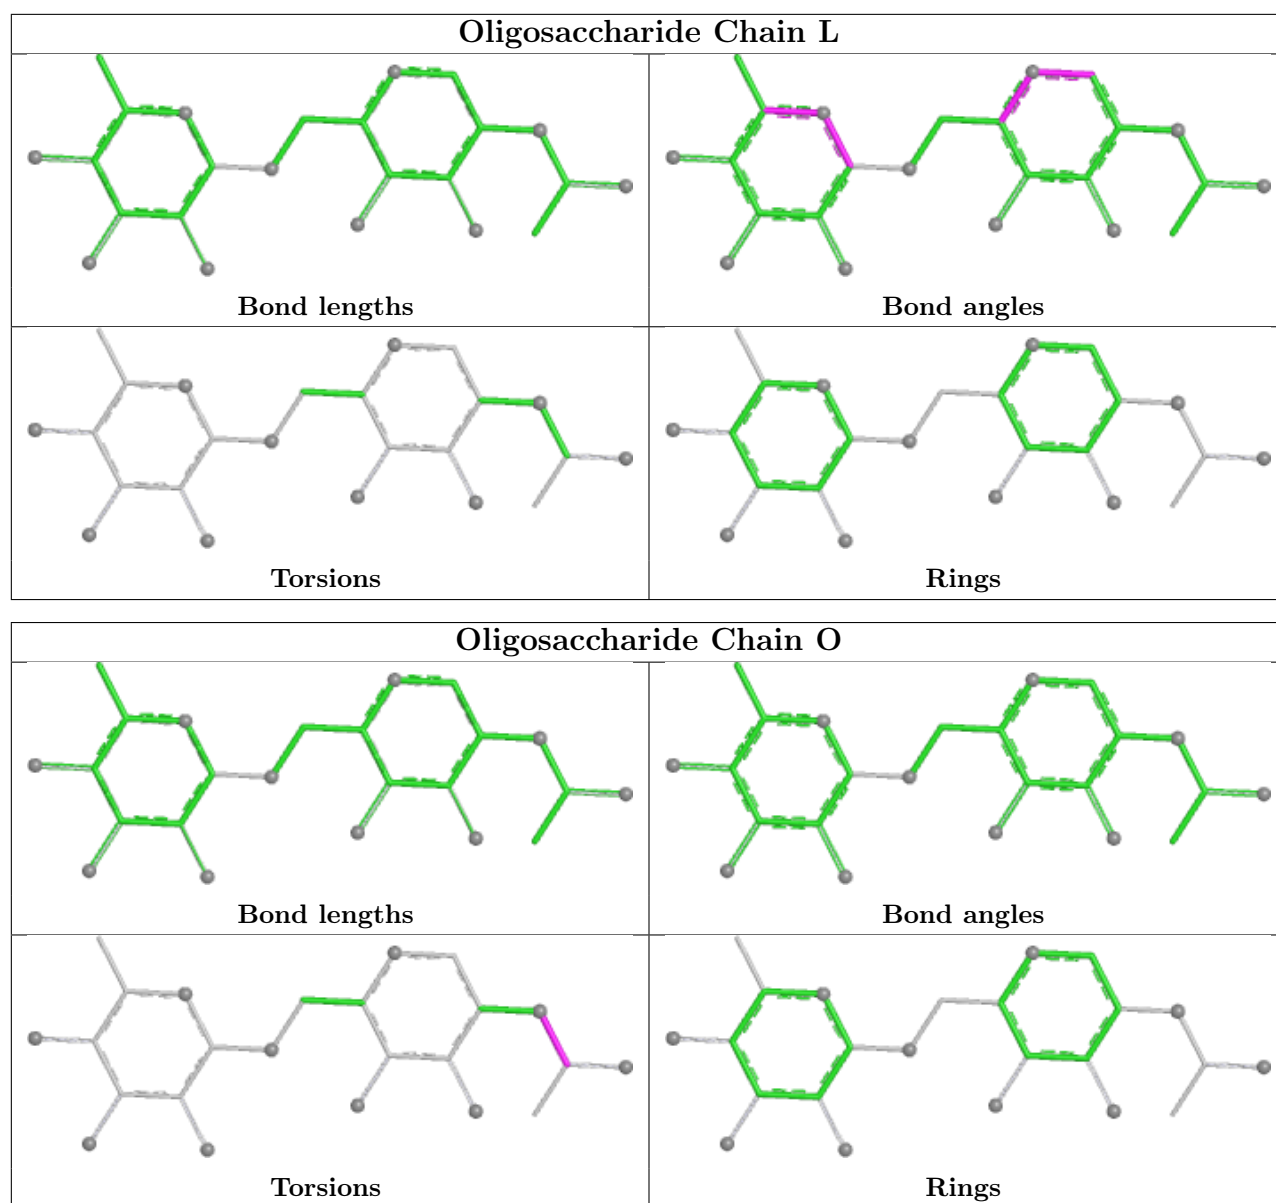 Oligosaccharide Chain L
Bond lengths
Bond angles
Torsions
Rings
Oligosaccharide Chain O
Bond lengths
Bond angles
Torsions
Rings